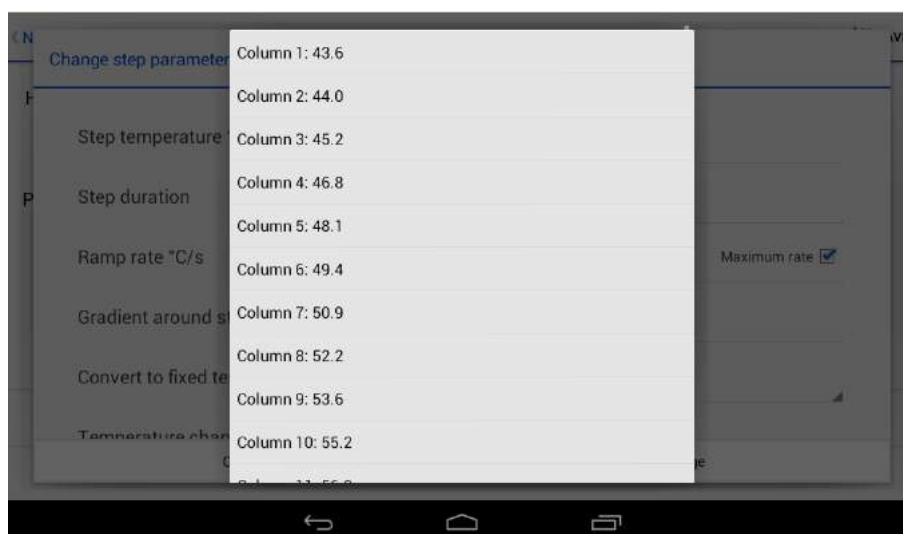 N
Change step parameter
H
Step temperature
P
Step duration
Ramp rate °C/s
Maximum rate
Gradient around s
Convert to fixed te
Temperature chan
Column 1: 43.6
Column 2: 44.0
Column 3: 45.2
Column 4: 46.8
Column 5: 48.1
Column 6: 49.4
Column 7: 50.9
Column 8: 52.2
Column 9: 53.6
Column 10: 55.2